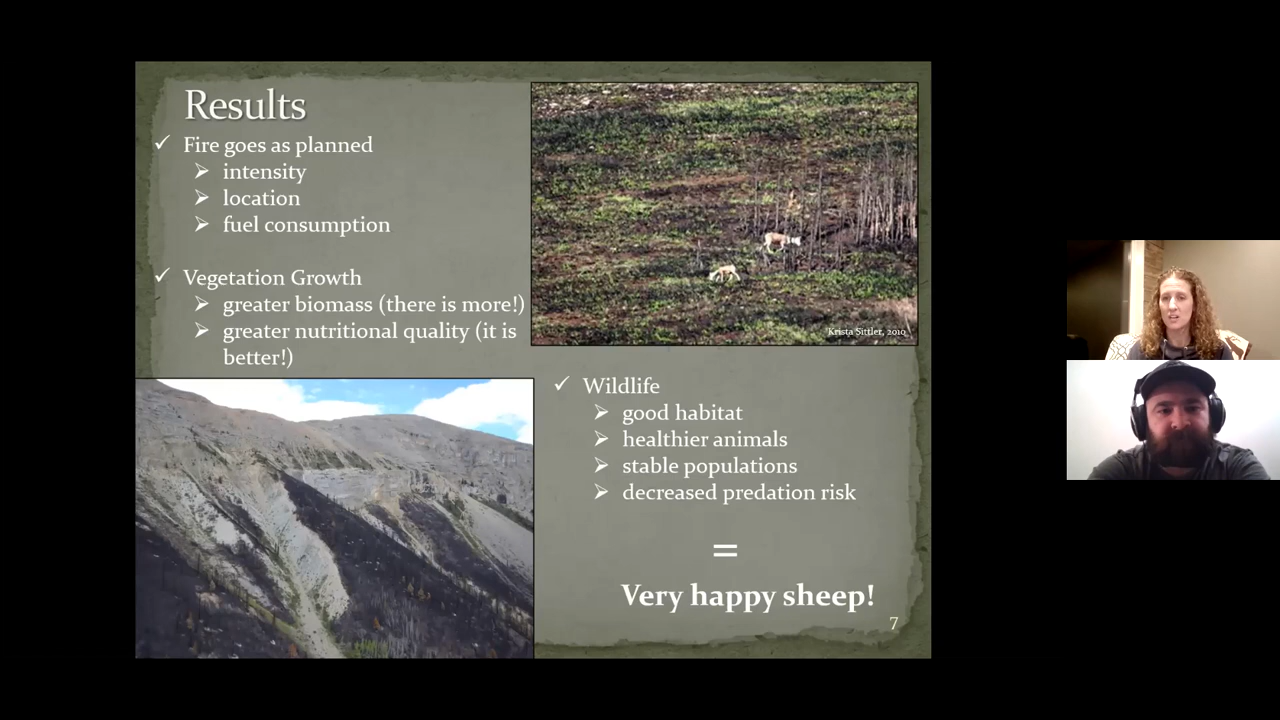 Results
✓ Fire goes as planned
➢ intensity
➢ location
➢ fuel consumption
✓ Vegetation Growth
➢ greater biomass (there is more!)
➢ greater nutritional quality (it is
better!)
Krista Sittler, 2010
✓ Wildlife
➢ good habitat
➢ healthier animals
➢ stable populations
➢ decreased predation risk
=
Very happy sheep!
7